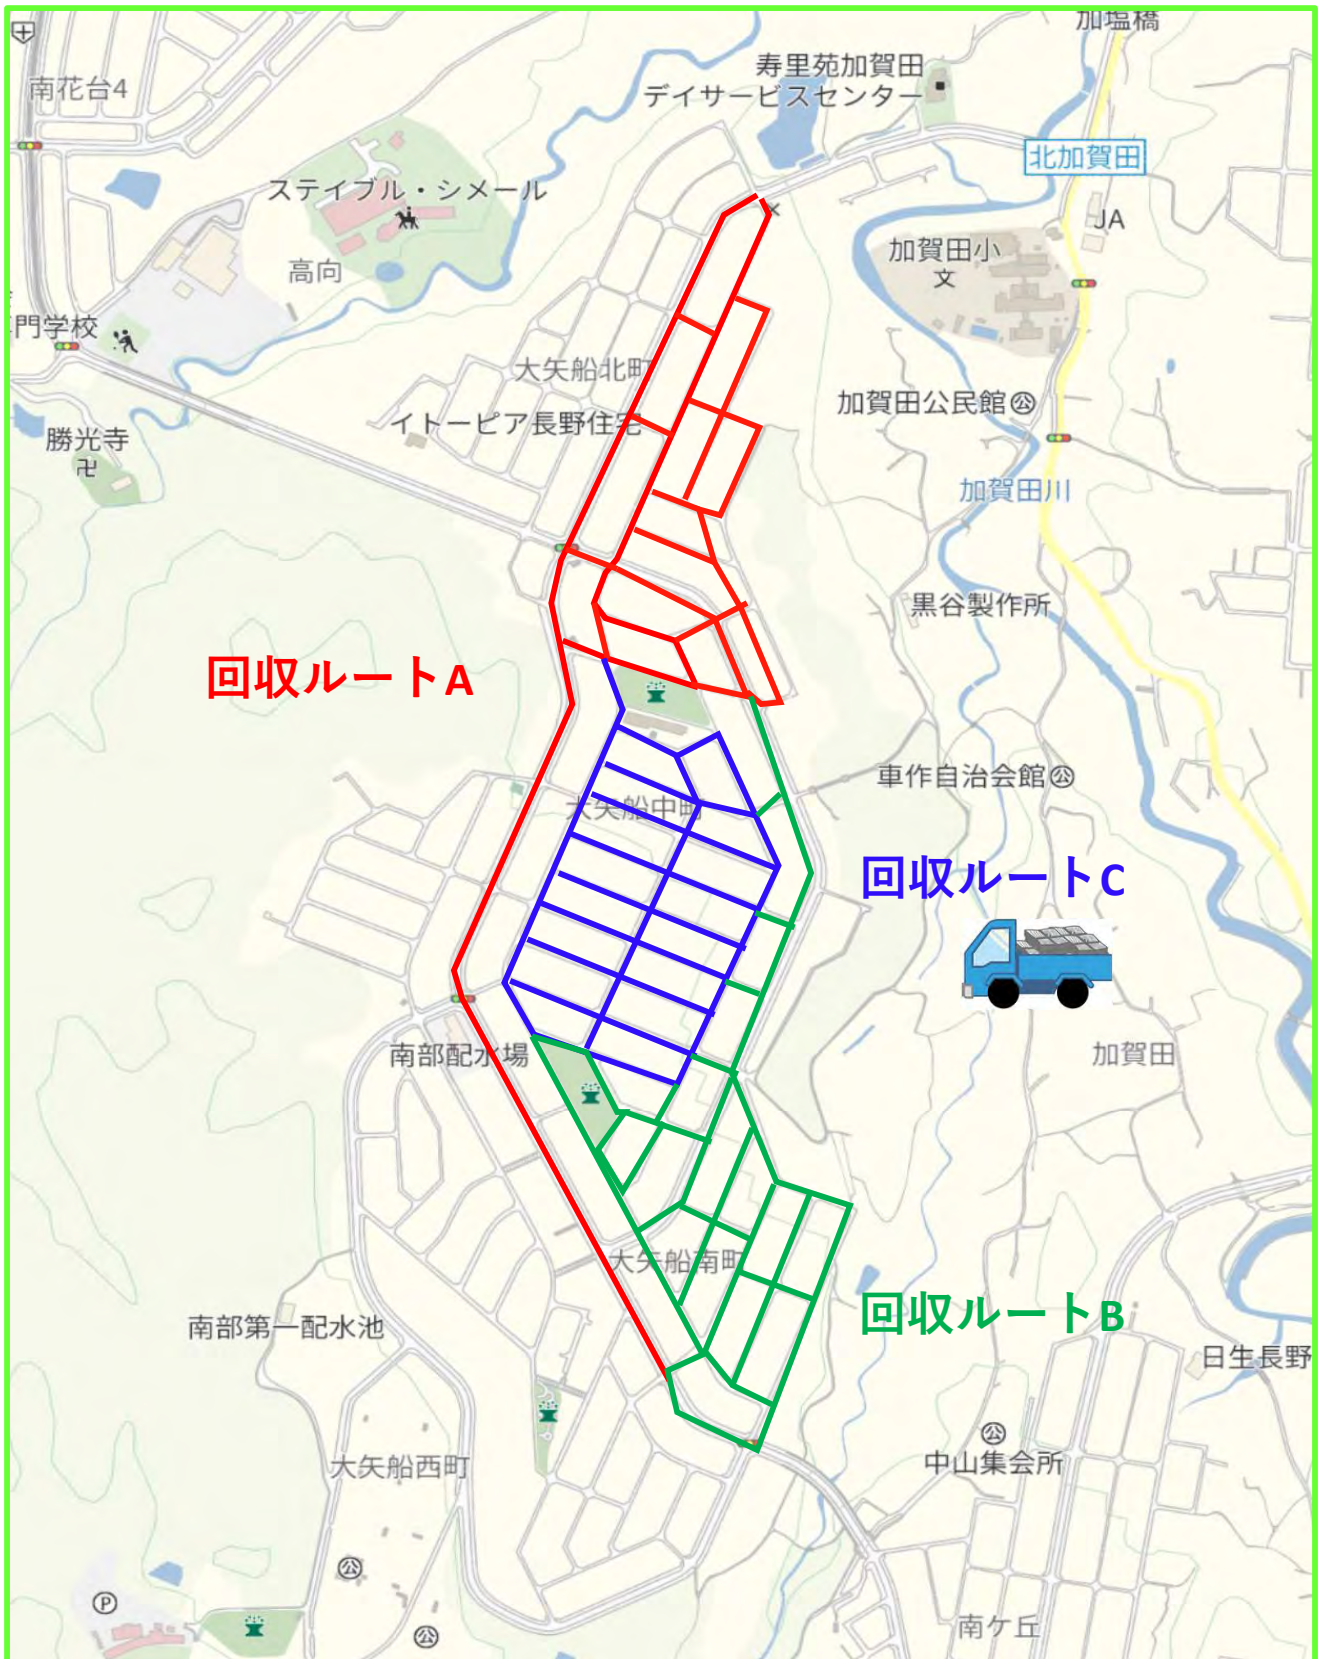 加塩橋
南花台4
寿里苑加賀田
デイサービスセンター
北加賀田
ステイブル・シメール
JA
加賀田小
文
高向
門学校
大矢船北町
加賀田公民館
公
イトーピア長野住宅
勝光寺
卍
加賀田川
黒谷製作所
回収ルートA
車作自治会館
公
大矢船中町
回収ルートC
南部配水場
加賀田
大矢船南町
回収ルートB
南部第一配水池
日生長野
公
中山集会所
大矢船西町
公
P
公
南ケ丘